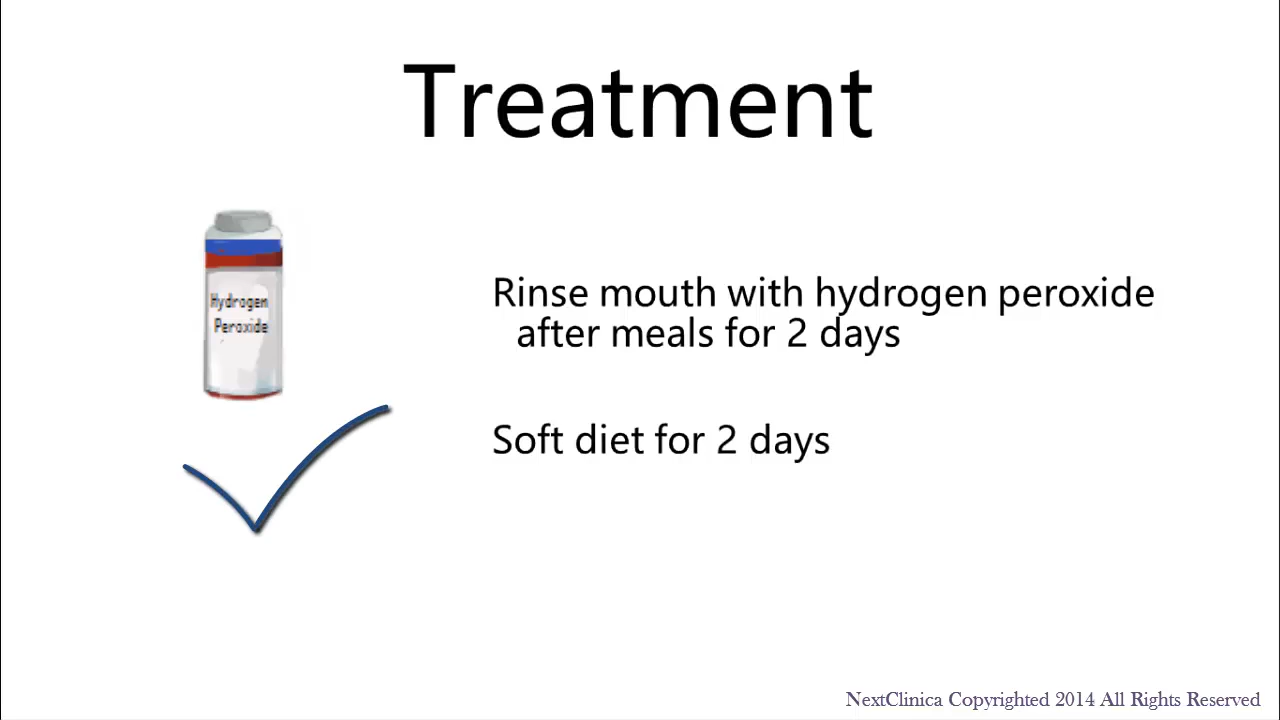 Treatment
Hydrogen
Peroxide
Rinse mouth with hydrogen peroxide
after meals for 2 days
Soft diet for 2 days
NextClinica Copyrighted 2014 All Rights Reserved